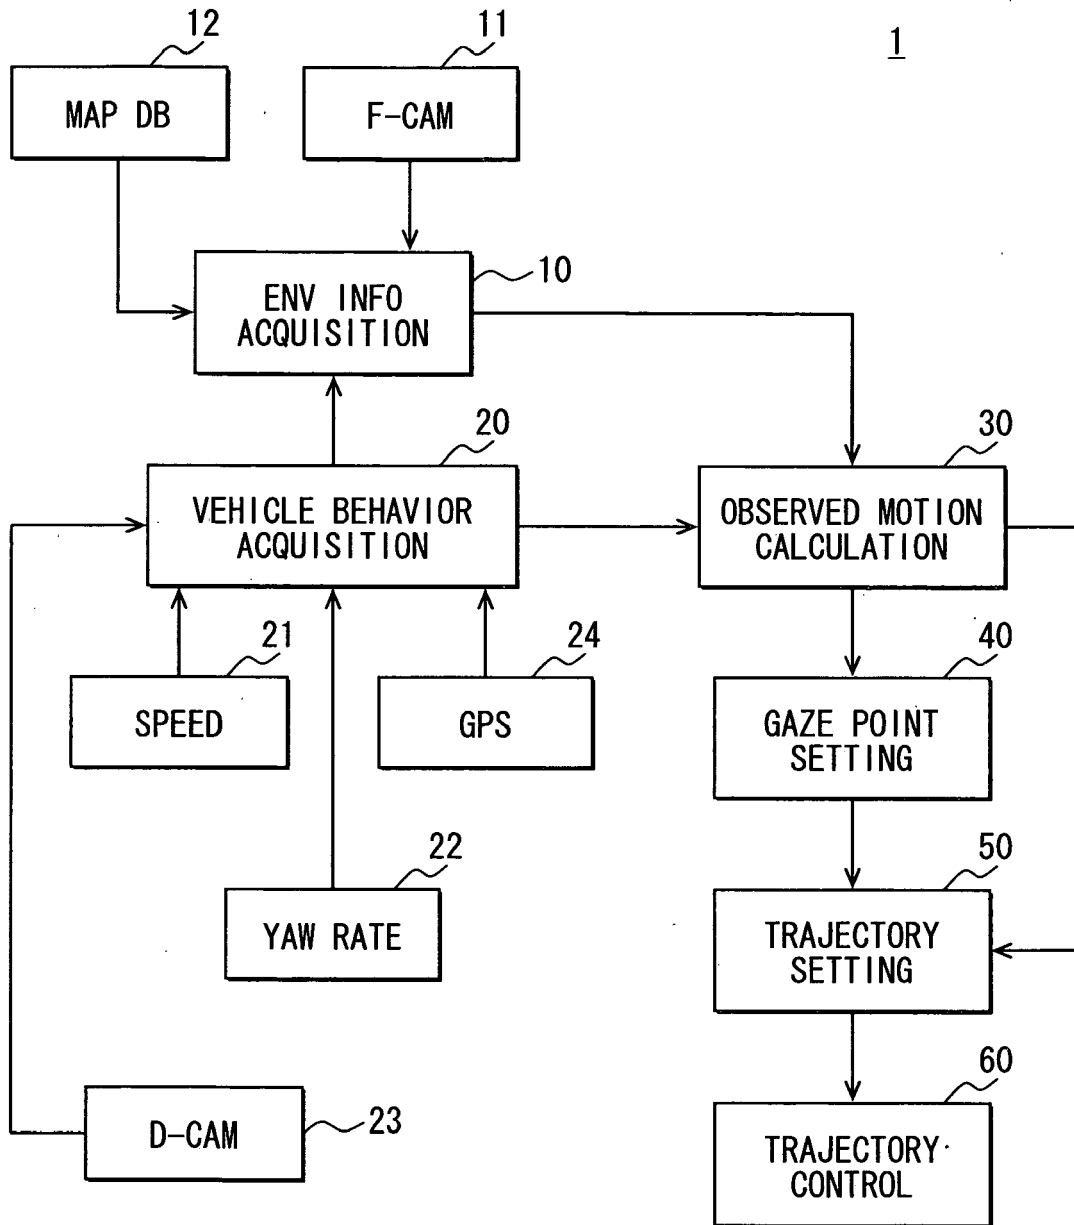 12
11
1
MAP DB
F-CAM
10
ENV INFO
ACQUISITION
20
30
VEHICLE BEHAVIOR
ACQUISITION
OBSERVED MOTION
CALCULATION
21
24
40
SPEED
GPS
GAZE POINT
SETTING
22
50
YAW RATE
TRAJECTORY
SETTING
60
D-CAM
23
TRAJECTORY
CONTROL